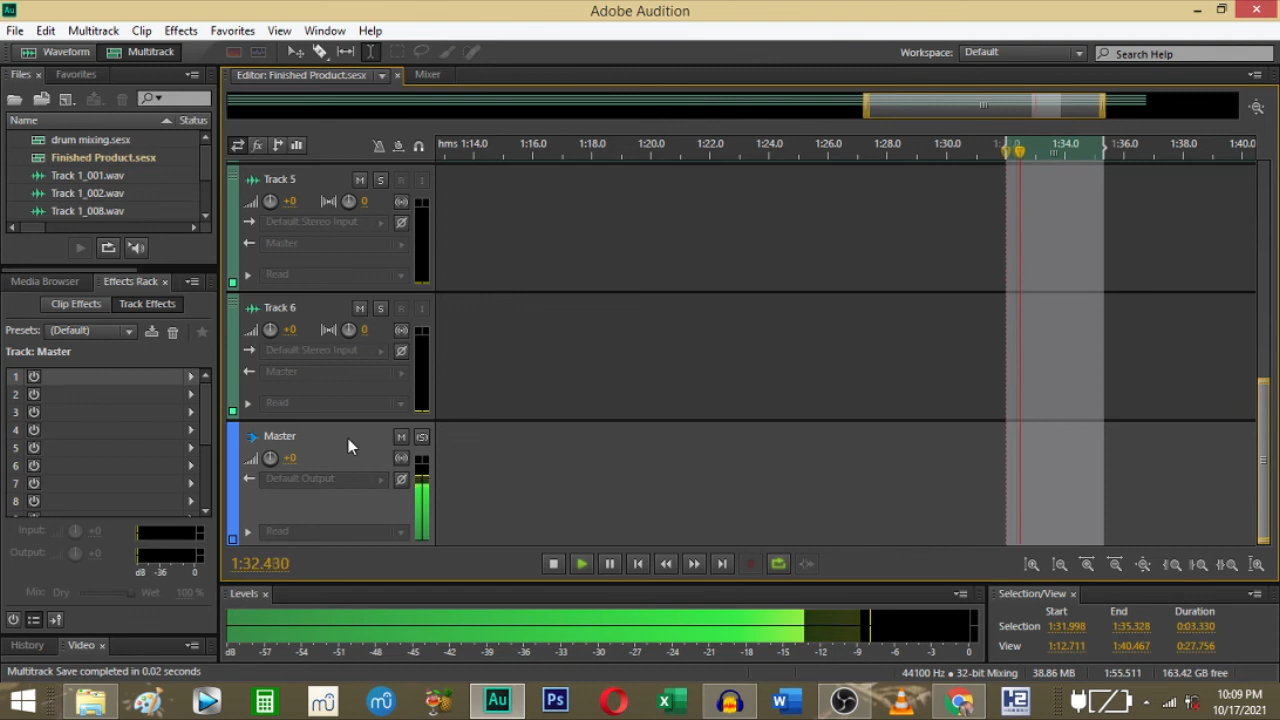 Au
Adobe Audition
File Edit Multitrack Clip Effects Favorites View Window Help
Waveform Multitrack
Workspace: Default
Search Help
Files × Favorites
Editor: Finished Product.sesx × Mixer
Name Status
drum mixing.sesx
Finished Product.sesx
Track 1_001.wav
Track 1_002.wav
Track 1_008.wav
fx
hms 1:14.0 1:16.0 1:18.0 1:20.0 1:22.0 1:24.0 1:26.0 1:28.0 1:30.0 1:34.0 1:36.0 1:38.0 1:40.0
Track 5 M S R I
+0 0
Default Stereo Input
Master
Read
Media Browser Effects Rack ×
Clip Effects Track Effects
Presets: (Default)
Track: Master
1
2
3
4
5
6
7
8
Input: +0
Output: +0
dB -36 0
Mix: Dry Wet 100 %
Track 6 M S R I
+0 0
Default Stereo Input
Master
Read
Master M (S)
+0
Default Output
Read
1:32.430
History Video ×
Levels ×
dB -57 -54 -51 -48 -45 -42 -39 -36 -33 -30 -27 -24 -21 -18 -15 -12 -9 -6 -3 0
Selection/View ×
Start End Duration
Selection 1:31.998 1:35.328 0:03.330
View 1:12.711 1:40.467 0:27.756
Multitrack Save completed in 0.02 seconds
44100 Hz • 32-bit Mixing 38.86 MB 1:55.511 163.42 GB free
Au Ps
10:09 PM
10/17/2021